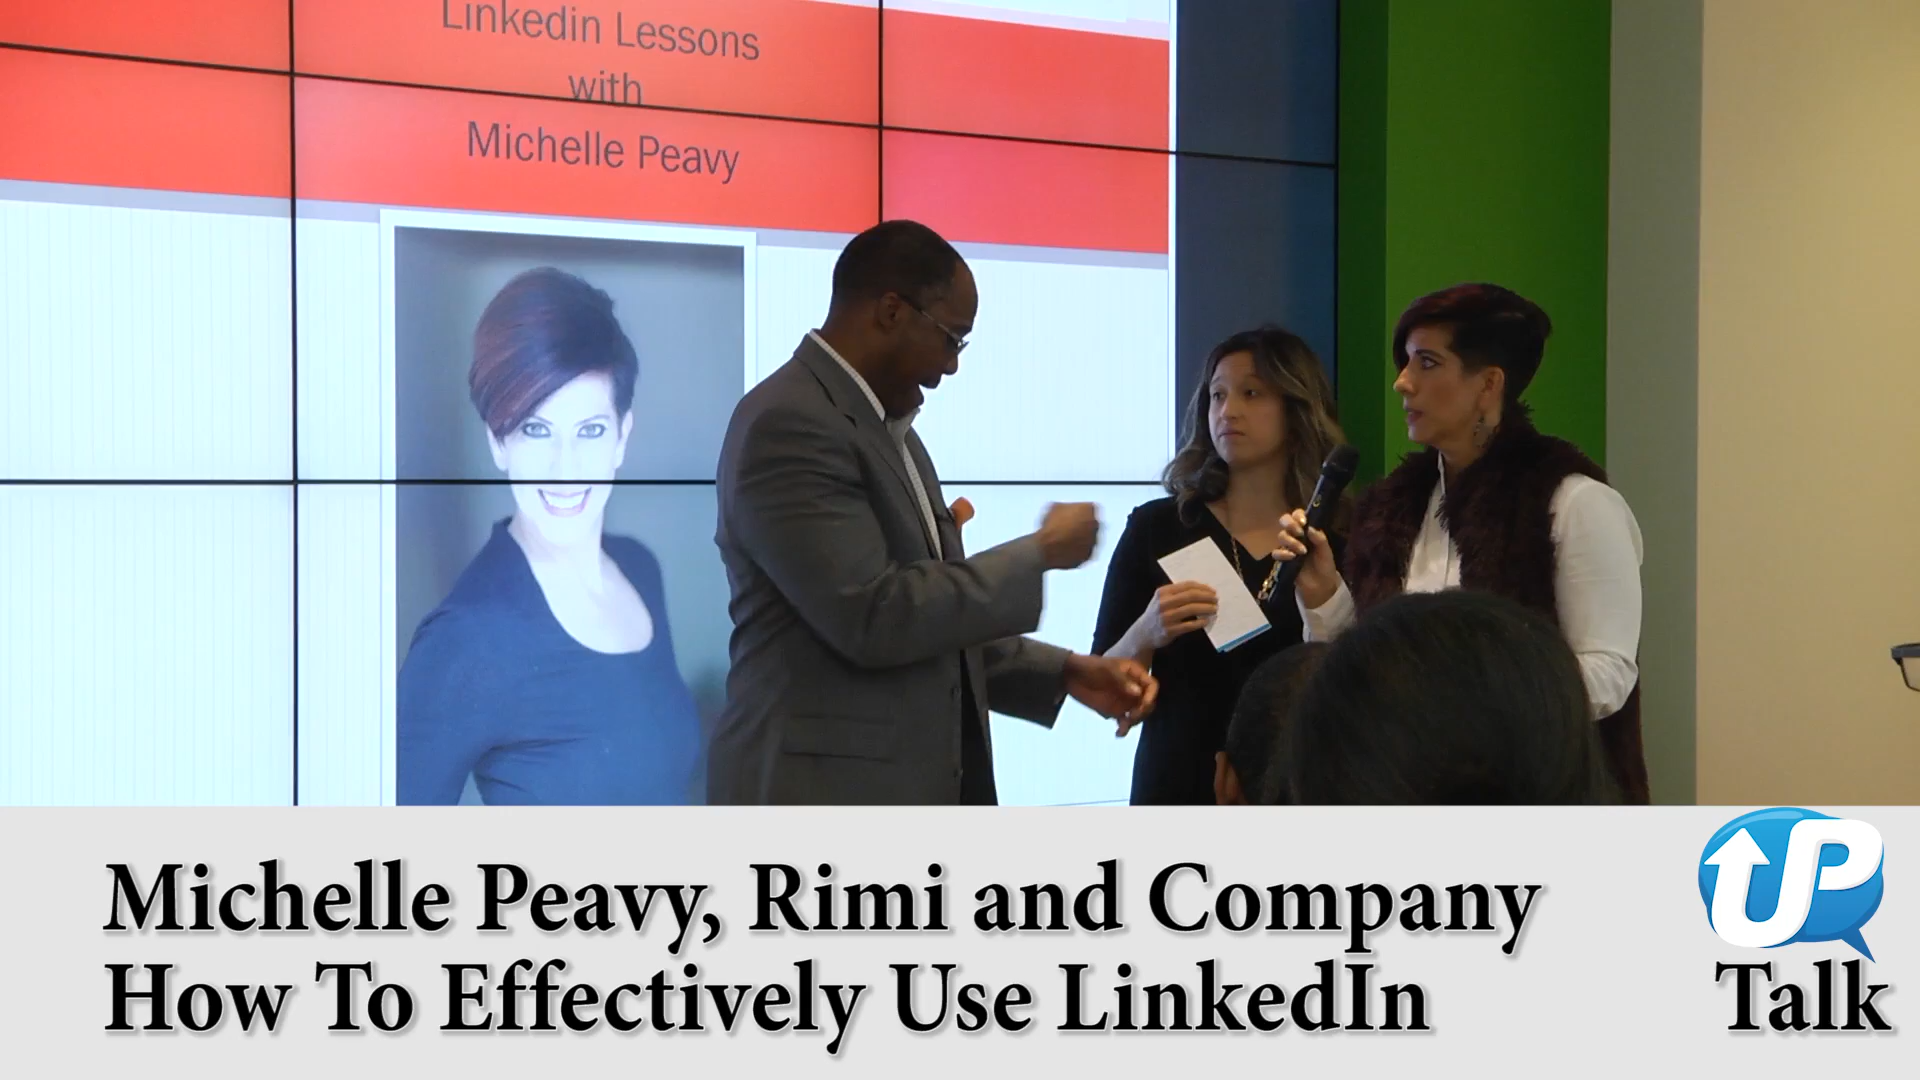 Linkedin Lessons
with
Michelle Peavy
Michelle Peavy, Rimi and Company
How To Effectively Use LinkedIn
UP
Talk